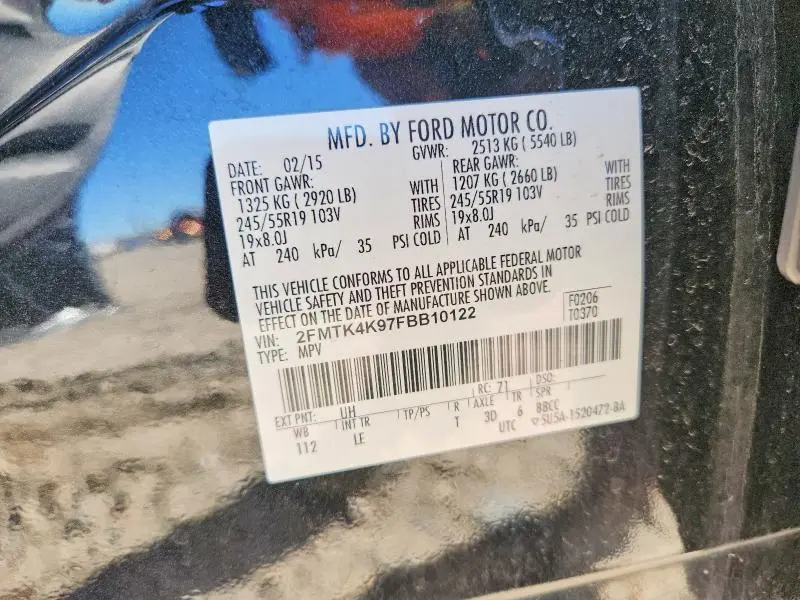 MFD. BY FORD MOTOR CO.
DATE: 02/15 GVWR: 2513 KG ( 5540 LB)
FRONT GAWR: REAR GAWR:
1325 KG ( 2920 LB) WITH 1207 KG ( 2660 LB) WITH
245/55R19 103V TIRES 245/55R19 103V TIRES
19x8.0J RIMS 19x8.0J RIMS
AT 240 kPa/ 35 PSI COLD AT 240 kPa/ 35 PSI COLD
THIS VEHICLE CONFORMS TO ALL APPLICABLE FEDERAL MOTOR
VEHICLE SAFETY AND THEFT PREVENTION STANDARDS IN
EFFECT ON THE DATE OF MANUFACTURE SHOWN ABOVE.
VIN: 2FMTK4K97FBB10122 F0206
TYPE: MPV T0370
EXT PNT: UH RC: 71 DSO:
WB INT TR TP/PS R AXLE TR SPR
112 LE T 3D 6 BBCC
UTC ▽SU5A-1520472-BA